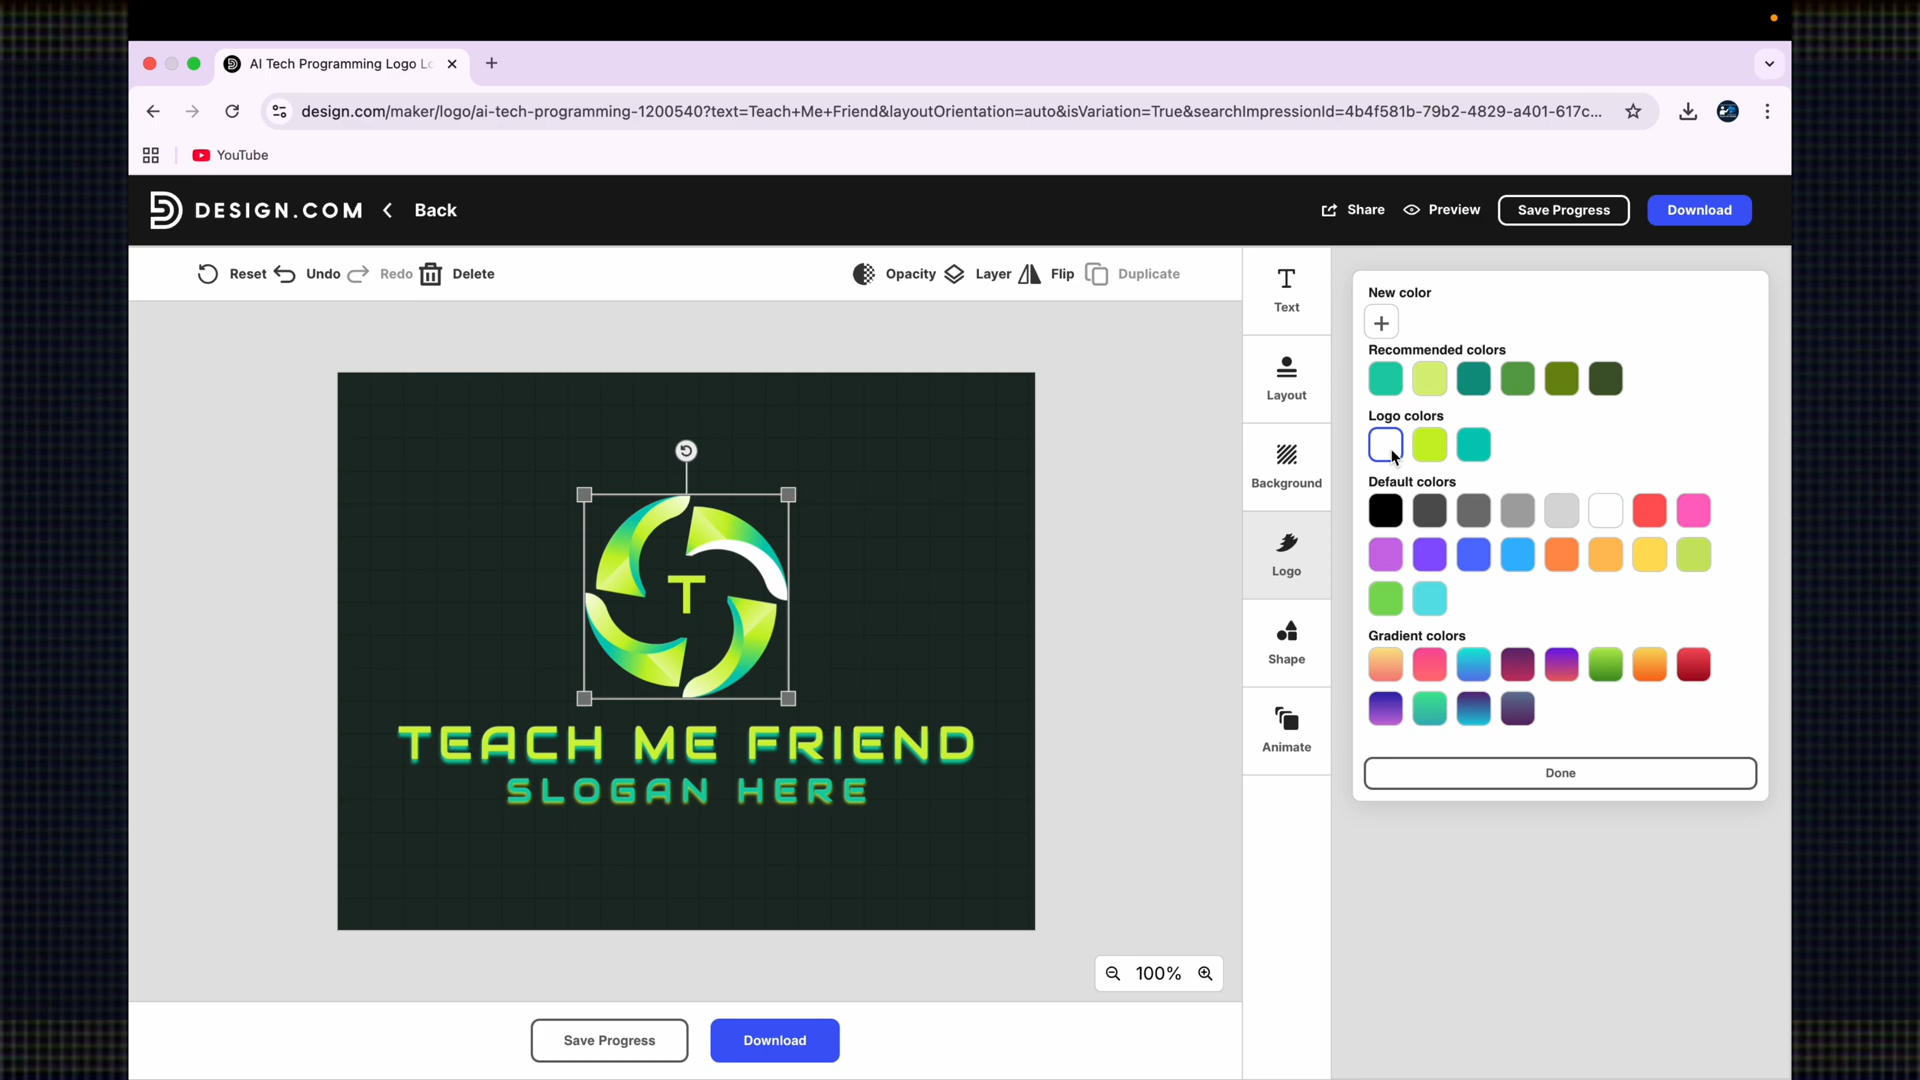 AI Tech Programming Logo Lo
design.com/maker/logo/ai-tech-programming-1200540?text=Teach+Me+Friend&layoutOrientation=auto&isVariation=True&searchImpressionId=4b4f581b-79b2-4829-a401-617c...
YouTube
DESIGN.COM Back Share Preview Save Progress Download
Reset Undo Redo Delete Opacity Layer Flip Duplicate
Text
Layout
Background
Logo
Shape
Animate
New color
Recommended colors
Logo colors
Default colors
Gradient colors
Done
T
TEACH ME FRIEND
SLOGAN HERE
100%
Save Progress Download